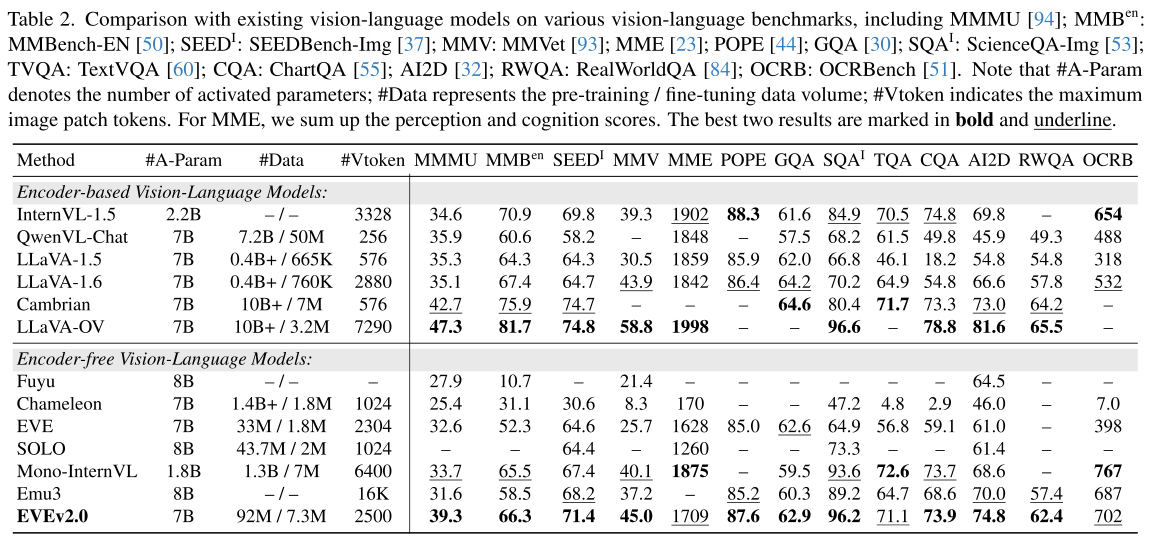 Table 2. Comparison with existing vision-language models on various vision-language benchmarks, including MMMU [94]; MMBen:
MMBench-EN [50]; SEEDI: SEEDBench-Img [37]; MMV: MMVet [93]; MME [23]; POPE [44]; GQA [30]; SQAI: ScienceQA-Img [53];
TVQA: TextVQA [60]; CQA: ChartQA [55]; AI2D [32]; RWQA: RealWorldQA [84]; OCRB: OCRBench [51]. Note that #A-Param
denotes the number of activated parameters; #Data represents the pre-training / fine-tuning data volume; #Vtoken indicates the maximum
image patch tokens. For MME, we sum up the perception and cognition scores. The best two results are marked in bold and underline.
Method #A-Param #Data #Vtoken MMMU MMBen SEEDI MMV MME POPE GQA SQAI TQA CQA AI2D RWQA OCRB
Encoder-based Vision-Language Models:
InternVL-1.5 2.2B – / – 3328 34.6 70.9 69.8 39.3 1902 88.3 61.6 84.9 70.5 74.8 69.8 – 654
QwenVL-Chat 7B 7.2B / 50M 256 35.9 60.6 58.2 – 1848 – 57.5 68.2 61.5 49.8 45.9 49.3 488
LLaVA-1.5 7B 0.4B+ / 665K 576 35.3 64.3 64.3 30.5 1859 85.9 62.0 66.8 46.1 18.2 54.8 54.8 318
LLaVA-1.6 7B 0.4B+ / 760K 2880 35.1 67.4 64.7 43.9 1842 86.4 64.2 70.2 64.9 54.8 66.6 57.8 532
Cambrian 7B 10B+ / 7M 576 42.7 75.9 74.7 – – – 64.6 80.4 71.7 73.3 73.0 64.2 –
LLaVA-OV 7B 10B+ / 3.2M 7290 47.3 81.7 74.8 58.8 1998 – – 96.6 – 78.8 81.6 65.5 –
Encoder-free Vision-Language Models:
Fuyu 8B – / – – 27.9 10.7 – 21.4 – – – – – – 64.5 – –
Chameleon 7B 1.4B+ / 1.8M 1024 25.4 31.1 30.6 8.3 170 – – 47.2 4.8 2.9 46.0 – 7.0
EVE 7B 33M / 1.8M 2304 32.6 52.3 64.6 25.7 1628 85.0 62.6 64.9 56.8 59.1 61.0 – 398
SOLO 8B 43.7M / 2M 1024 – – 64.4 – 1260 – – 73.3 – – 61.4 – –
Mono-InternVL 1.8B 1.3B / 7M 6400 33.7 65.5 67.4 40.1 1875 – 59.5 93.6 72.6 73.7 68.6 – 767
Emu3 8B – / – 16K 31.6 58.5 68.2 37.2 – 85.2 60.3 89.2 64.7 68.6 70.0 57.4 687
EVEv2.0 7B 92M / 7.3M 2500 39.3 66.3 71.4 45.0 1709 87.6 62.9 96.2 71.1 73.9 74.8 62.4 702